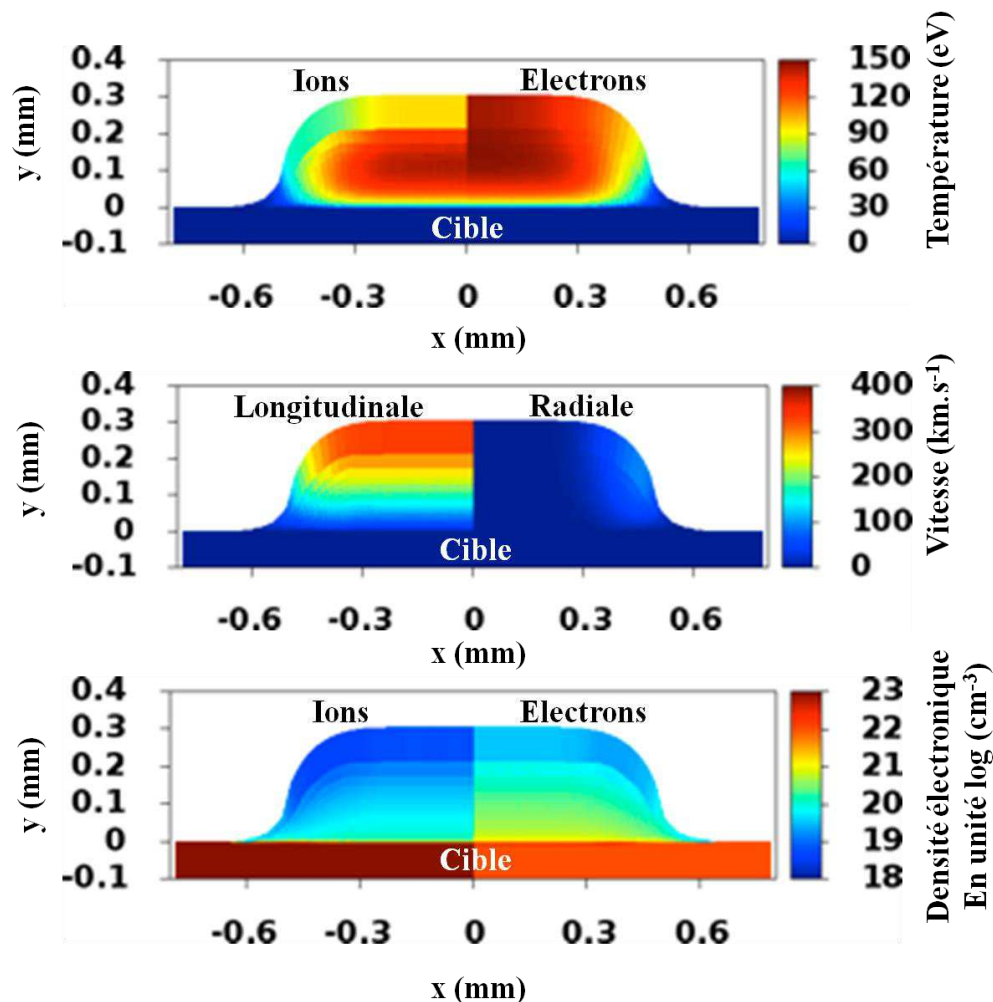 0.4
0.3
0.2
0.1
0
-0.1
y (mm)
Ions
Electrons
Cible
150
120
90
60
30
0
Température (eV)
-0.6 -0.3 0 0.3 0.6
x (mm)
0.4
0.3
0.2
0.1
0
-0.1
y (mm)
Longitudinale
Radiale
Cible
400
300
200
100
0
Vitesse (km.s-1)
-0.6 -0.3 0 0.3 0.6
x (mm)
0.4
0.3
0.2
0.1
0
-0.1
y (mm)
Ions
Electrons
Cible
23
22
21
20
19
18
Densité électronique
En unité log (cm-3)
-0.6 -0.3 0 0.3 0.6
x (mm)